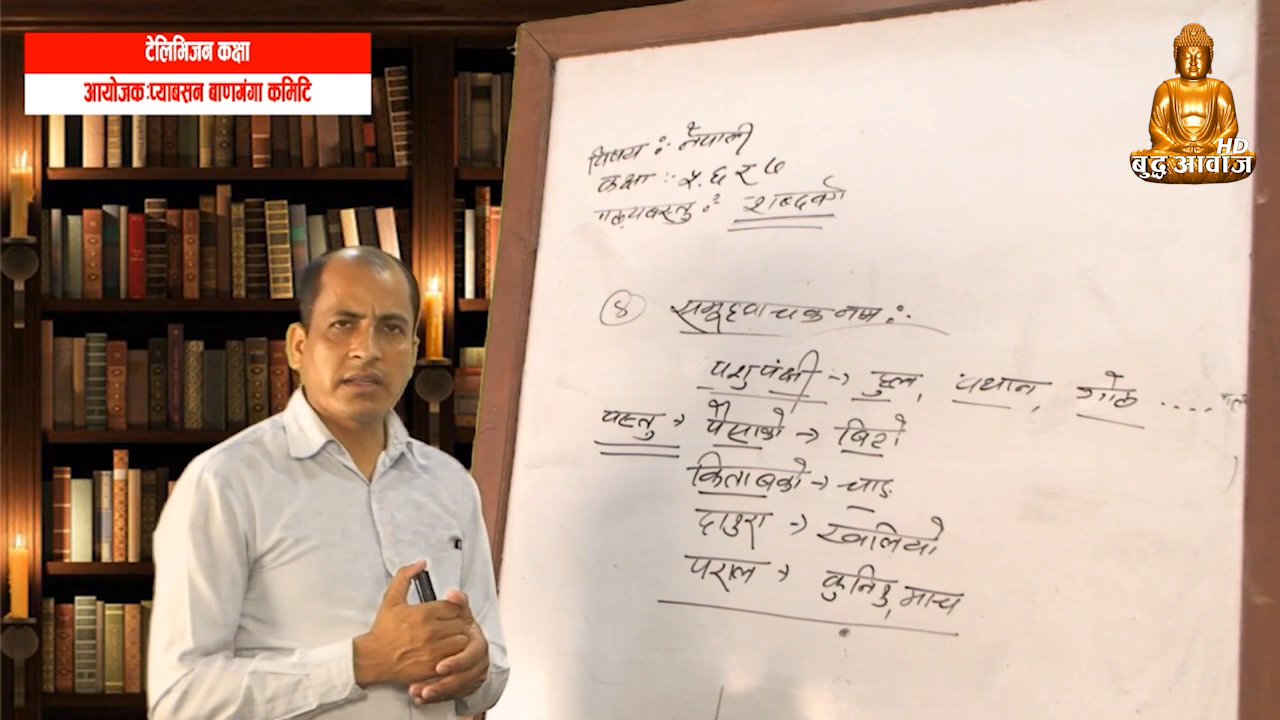 टेलिभिजन कक्षा
आयोजकःप्याबसन बाणगंगा कमिटि
HD
बुद्ध आवाज
विषय : नेपाली
कक्षा : ५, ६ र ७
पाठ्यवस्तु : शब्दको
४ समूहवाचक नाम :
पशुपंक्षी → हुल, बथान, गोठ ....
वस्तु → पैसाको → बिटो
किताबको → चाङ
दाउरा → खलियो
पराल → कुनिउ, माच